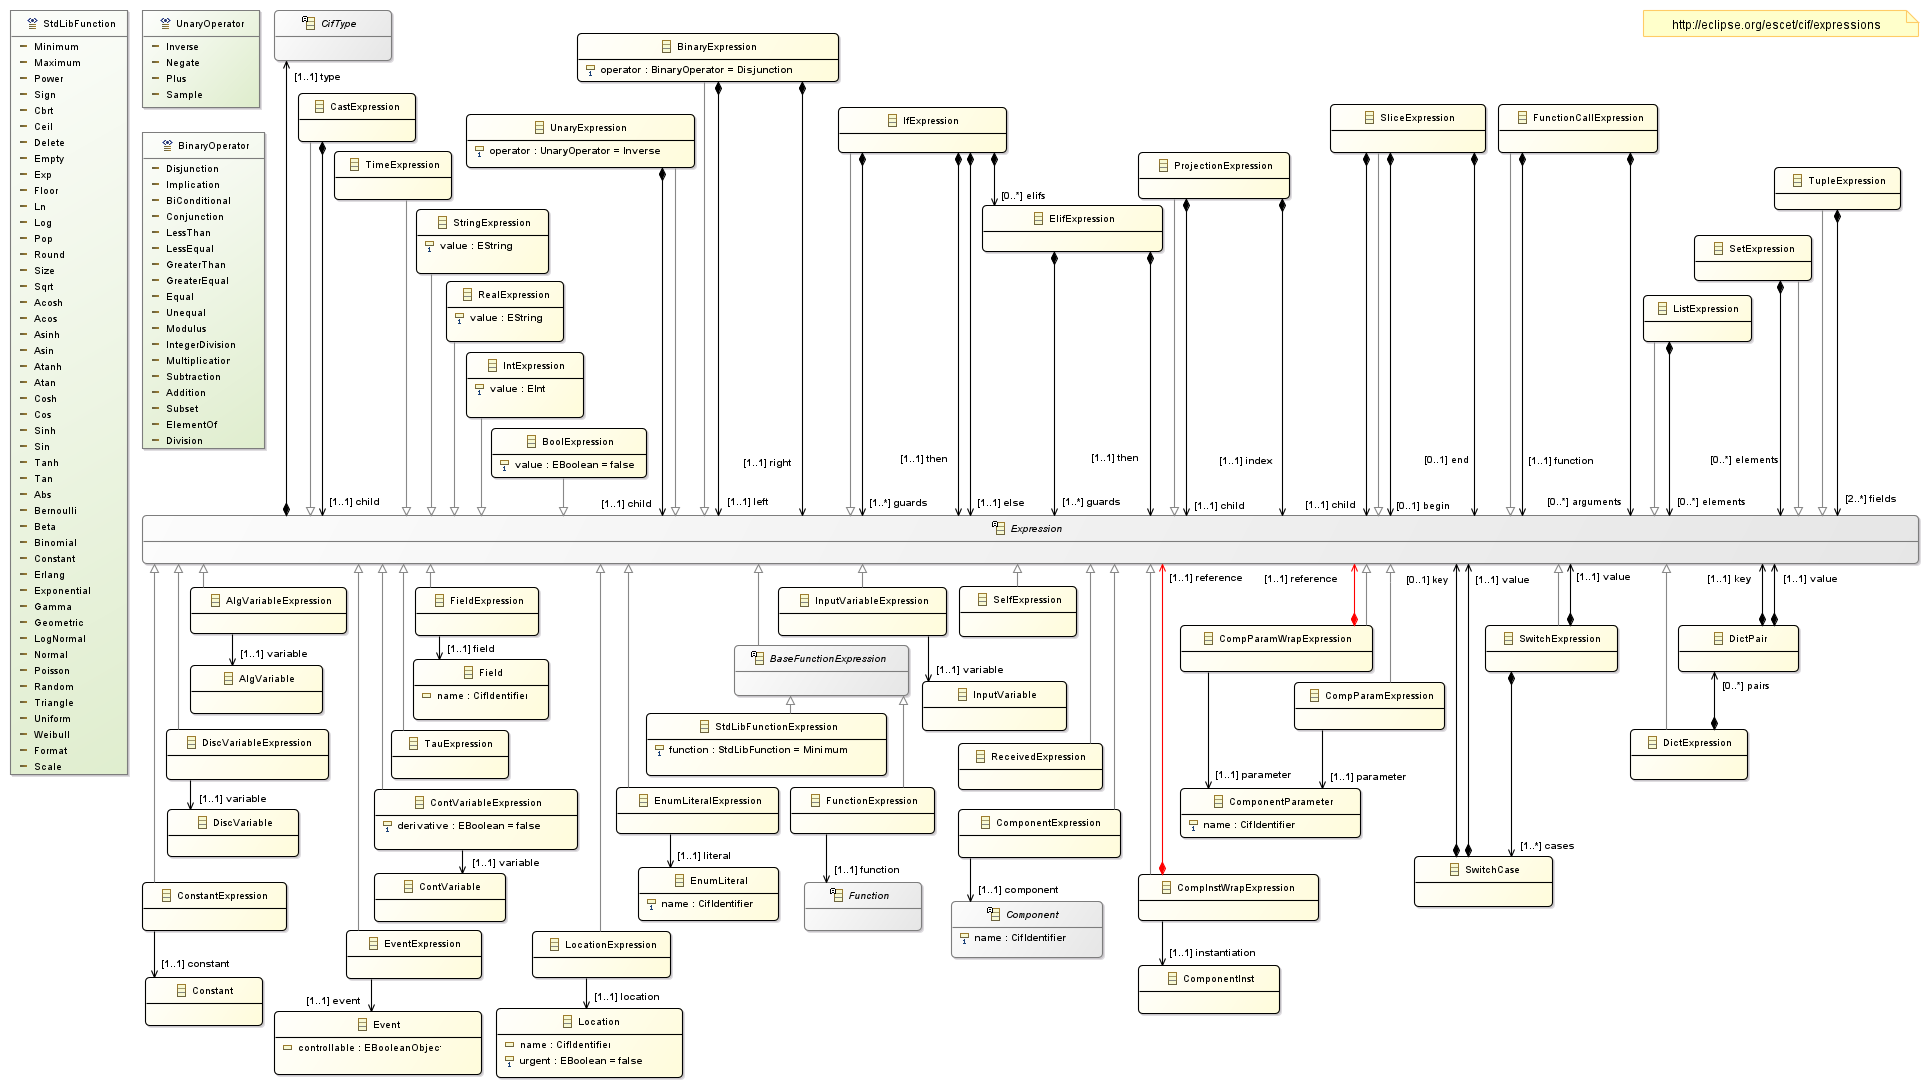 StdLibFunction
Minimum
Maximum
Power
Sign
Cbrt
Ceil
Delete
Empty
Exp
Floor
Ln
Log
Pop
Round
Size
Sqrt
Acosh
Acos
Asinh
Asin
Atanh
Atan
Cosh
Cos
Sinh
Sin
Tanh
Tan
Abs
Bernoulli
Beta
Binomial
Constant
Erlang
Exponential
Gamma
Geometric
LogNormal
Normal
Poisson
Random
Triangle
Uniform
Weibull
Format
Scale
UnaryOperator
Inverse
Negate
Plus
Sample
BinaryOperator
Disjunction
Implication
BiConditional
Conjunction
LessThan
LessEqual
GreaterThan
GreaterEqual
Equal
Unequal
Modulus
IntegerDivision
Multiplication
Subtraction
Addition
Subset
ElementOf
Division
CifType
[1..1] type
http://eclipse.org/escet/cif/expressions
CastExpression
[1..1] child
TimeExpression
StringExpression
value : EString
RealExpression
value : EString
IntExpression
value : EInt
BoolExpression
value : EBoolean = false
UnaryExpression
operator : UnaryOperator = Inverse
[1..1] child
BinaryExpression
operator : BinaryOperator = Disjunction
[1..1] right
[1..1] left
IfExpression
[0..*] elifs
[1..1] then
[1..*] guards
[1..1] else
ElifExpression
[1..1] then
[1..*] guards
ProjectionExpression
[1..1] index
[1..1] child
SliceExpression
[0..1] end
[1..1] child
[0..1] begin
FunctionCallExpression
[1..1] function
[0..*] arguments
TupleExpression
[2..*] fields
SetExpression
[0..*] elements
ListExpression
[0..*] elements
Expression
AlgVariableExpression
[1..1] variable
AlgVariable
DiscVariableExpression
[1..1] variable
DiscVariable
ConstantExpression
[1..1] constant
Constant
FieldExpression
[1..1] field
Field
name : CifIdentifier
TauExpression
ContVariableExpression
derivative : EBoolean = false
[1..1] variable
ContVariable
EventExpression
[1..1] event
Event
controllable : EBooleanObjec
LocationExpression
[1..1] location
Location
name : CifIdentifier
urgent : EBoolean = false
BaseFunctionExpression
StdLibFunctionExpression
function : StdLibFunction = Minimum
EnumLiteralExpression
[1..1] literal
EnumLiteral
name : CifIdentifier
FunctionExpression
[1..1] function
Function
InputVariableExpression
[1..1] variable
InputVariable
SelfExpression
ReceivedExpression
ComponentExpression
[1..1] component
Component
name : CifIdentifier
[1..1] reference
CompInstWrapExpression
[1..1] instantiation
ComponentInst
[1..1] reference
CompParamWrapExpression
[1..1] parameter
CompParamExpression
[1..1] parameter
ComponentParameter
name : CifIdentifier
[0..1] key
[1..1] value
[1..1] value
SwitchExpression
[1..*] cases
SwitchCase
[1..1] key
[1..1] value
DictPair
[0..*] pairs
DictExpression